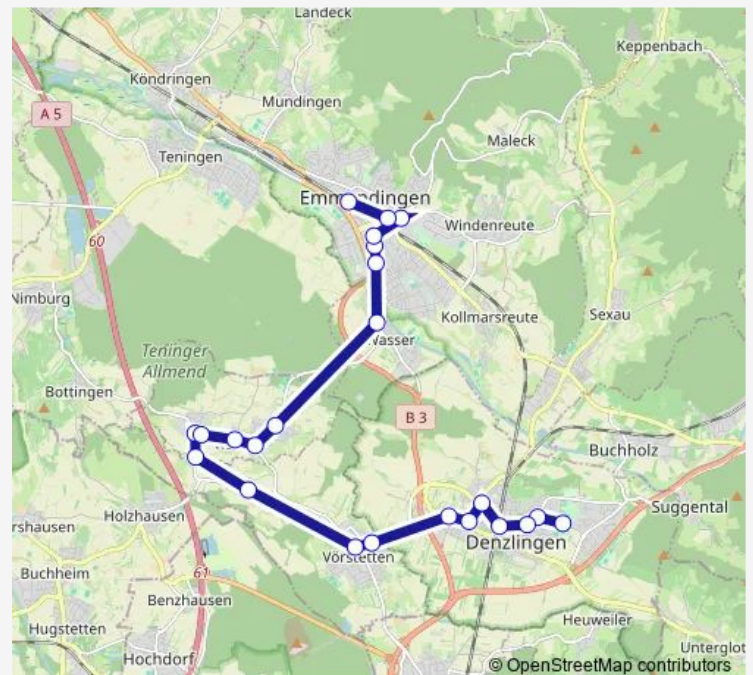 Landeck
Keppenbach
Köndringen
Mundingen
A 5
Maleck
Teningen
Emmendingen
Windenreute
60
Nimburg
Kollmarsreute
Sexau
Wasser
Teninger
Allmend
Bottingen
B 3
Buchholz
Holzhausen
Suggental
rshausen
Denzlingen
Vörstetten
Buchheim
61
Benzhausen
Heuweiler
Hugstetten
Unterglot
Hochdorf
© OpenStreetMap contributors